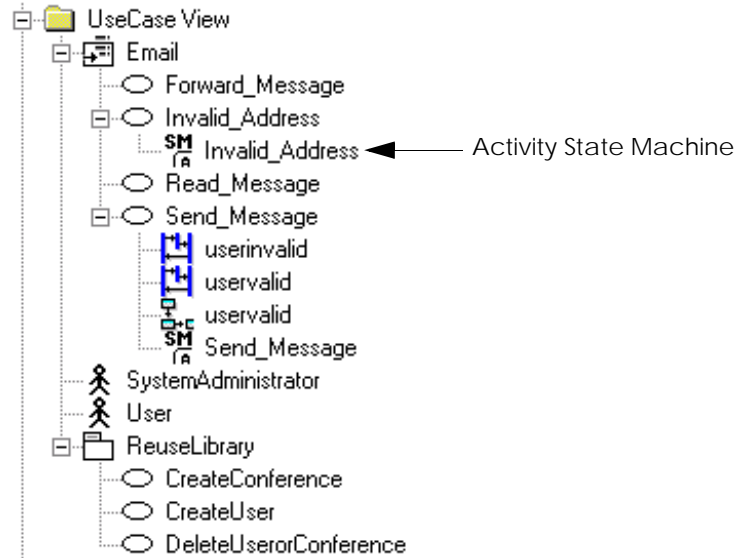 UseCase View
Email
Forward_Message
Invalid_Address
SM A Invalid_Address Activity State Machine
Read_Message
Send_Message
userinvalid
uservalid
uservalid
SM A Send_Message
SystemAdministrator
User
ReuseLibrary
CreateConference
CreateUser
DeleteUserorConference